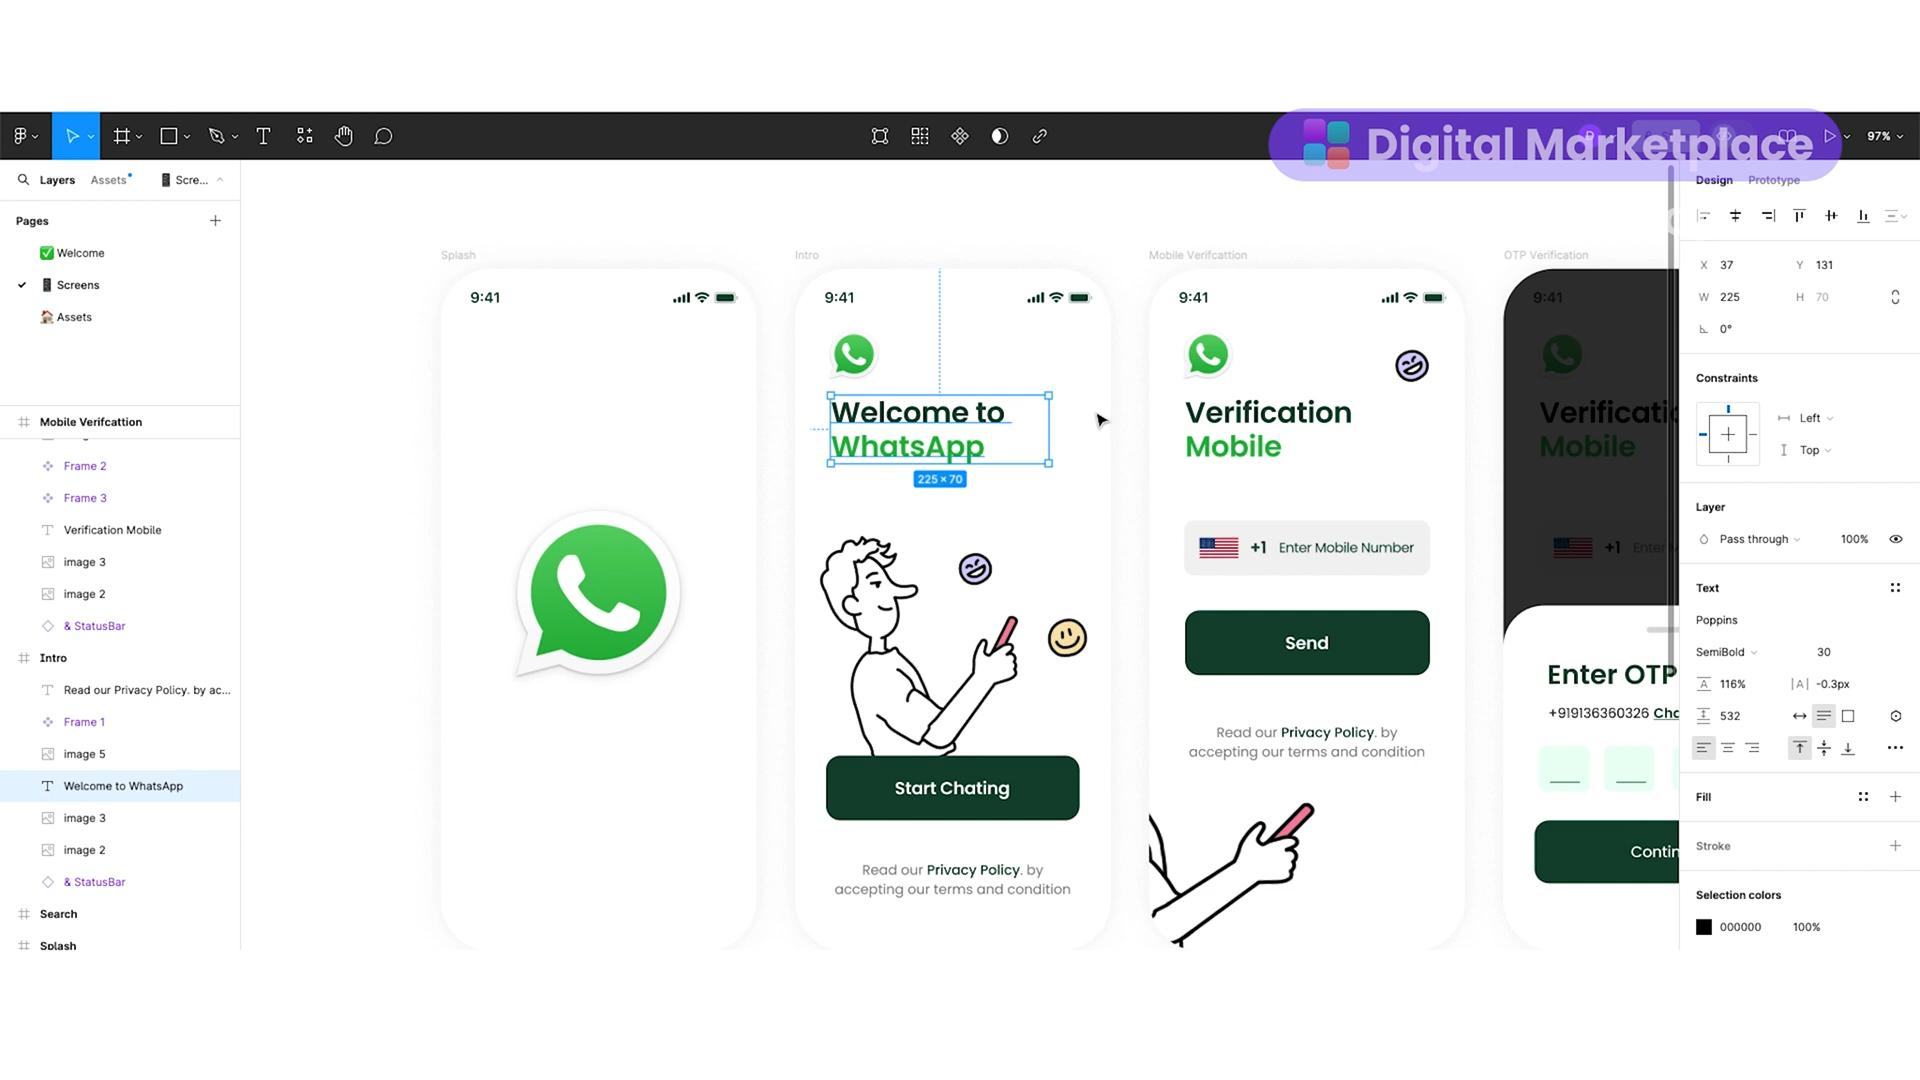 Digital Marketplace
97%
Layers
Assets
Scre...
Design
Prototype
Pages
Welcome
Screens
Assets
Mobile Verifcattion
Frame 2
Frame 3
Verification Mobile
image 3
image 2
& StatusBar
Intro
Read our Privacy Policy. by ac...
Frame 1
image 5
Welcome to WhatsApp
image 3
image 2
& StatusBar
Search
Splash
Splash
9:41
Intro
9:41
Welcome to
WhatsApp
225 × 70
Start Chating
Read our Privacy Policy. by
accepting our terms and condition
Mobile Verifcattion
9:41
Verification
Mobile
+1 Enter Mobile Number
Send
Read our Privacy Policy. by
accepting our terms and condition
OTP Verification
9:41
Verificatio
Mobile
+1 Enter
Enter OTP
+919136360326 Cha
Contin
X 37
Y 131
W 225
H 70
0°
Constraints
Left
Top
Layer
Pass through
100%
Text
Poppins
SemiBold
30
A 116%
|A| -0.3px
532
Fill
Stroke
Selection colors
000000
100%